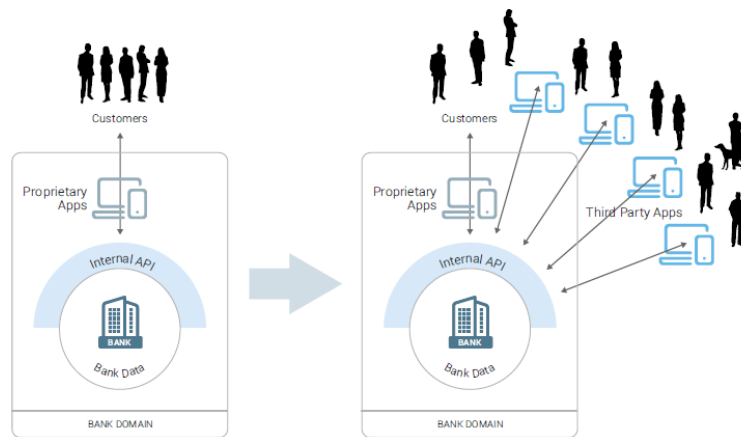 Customers
Proprietary
Apps
Internal API
BANK
Bank Data
BANK DOMAIN
Customers
Proprietary
Apps
Third Party Apps
Internal API
BANK
Bank Data
BANK DOMAIN